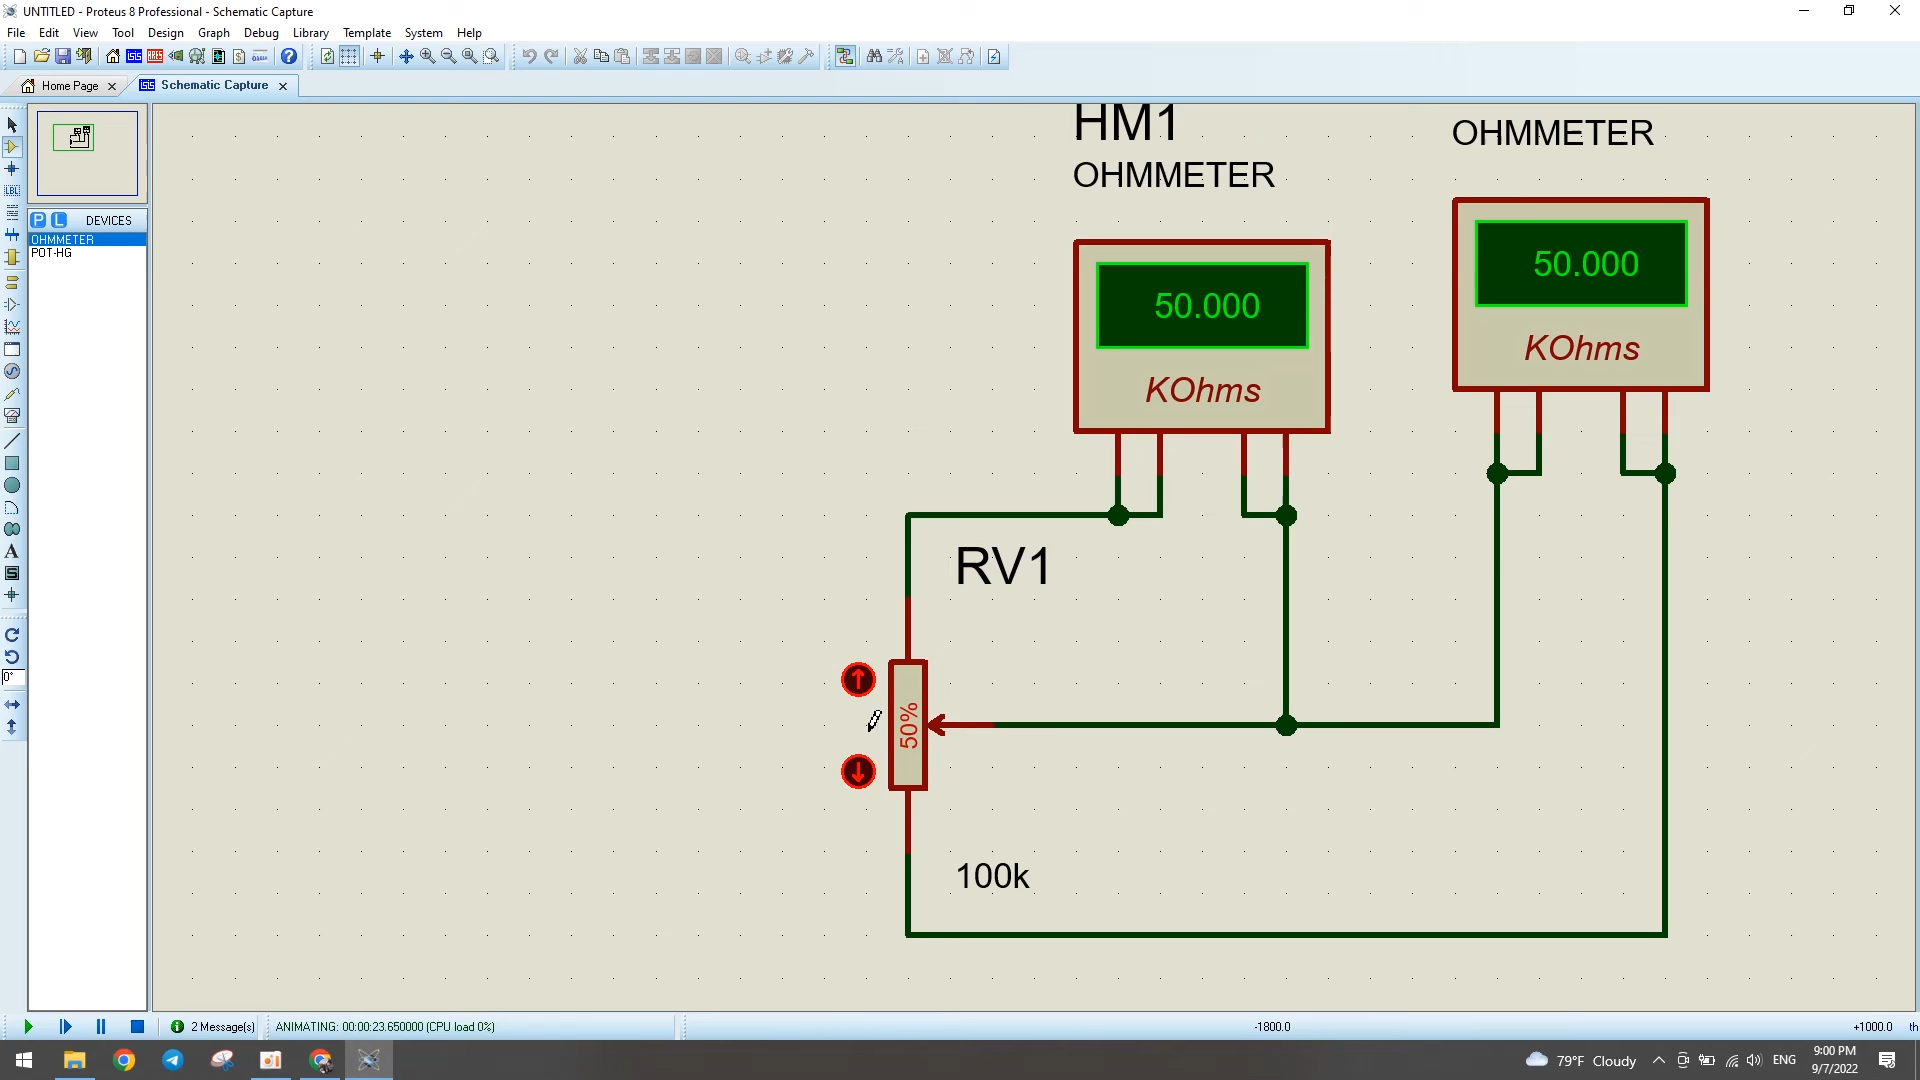 UNTITLED - Proteus 8 Professional - Schematic Capture
File Edit View Tool Design Graph Debug Library Template System Help
Home Page
Schematic Capture
P L DEVICES
OHMMETER
POT-HG
LBL
A
S
0°
HM1
OHMMETER
50.000
KOhms
OHMMETER
50.000
KOhms
RV1
50%
100k
2 Message(s)
ANIMATING: 00:00:23.650000 (CPU load 0%)
-1800.0
+1000.0
th
79°F Cloudy
ENG
9:00 PM
9/7/2022